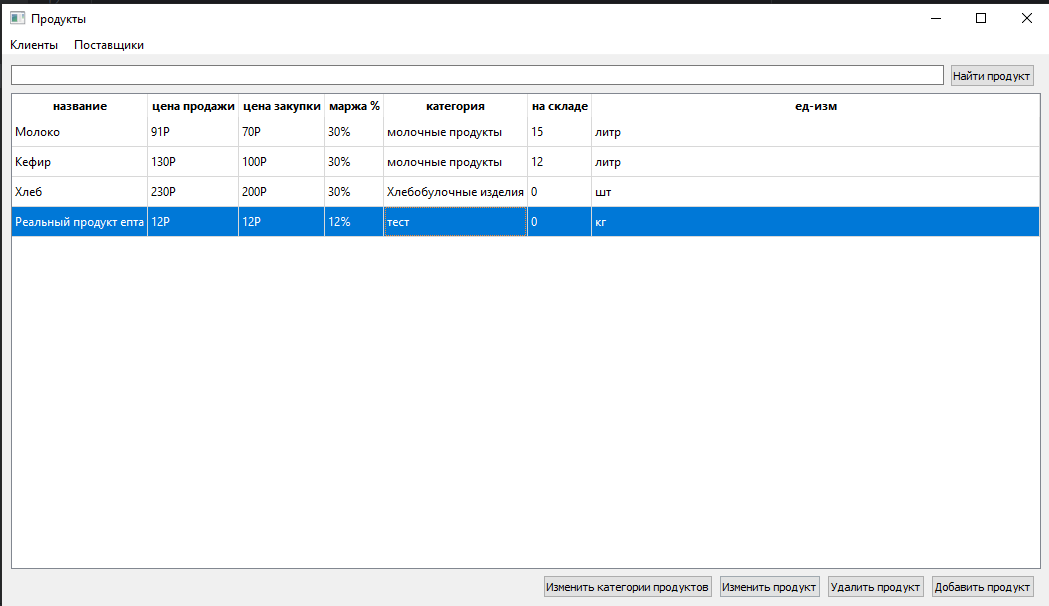 Продукты
Клиенты Поставщики
Найти продукт
название цена продажи цена закупки маржа % категория на складе ед-изм
Молоко 91Р 70Р 30% молочные продукты 15 литр
Кефир 130Р 100Р 30% молочные продукты 12 литр
Хлеб 230Р 200Р 30% Хлебобулочные изделия 0 шт
Реальный продукт епта 12Р 12Р 12% тест 0 кг
Изменить категории продуктов Изменить продукт Удалить продукт Добавить продукт